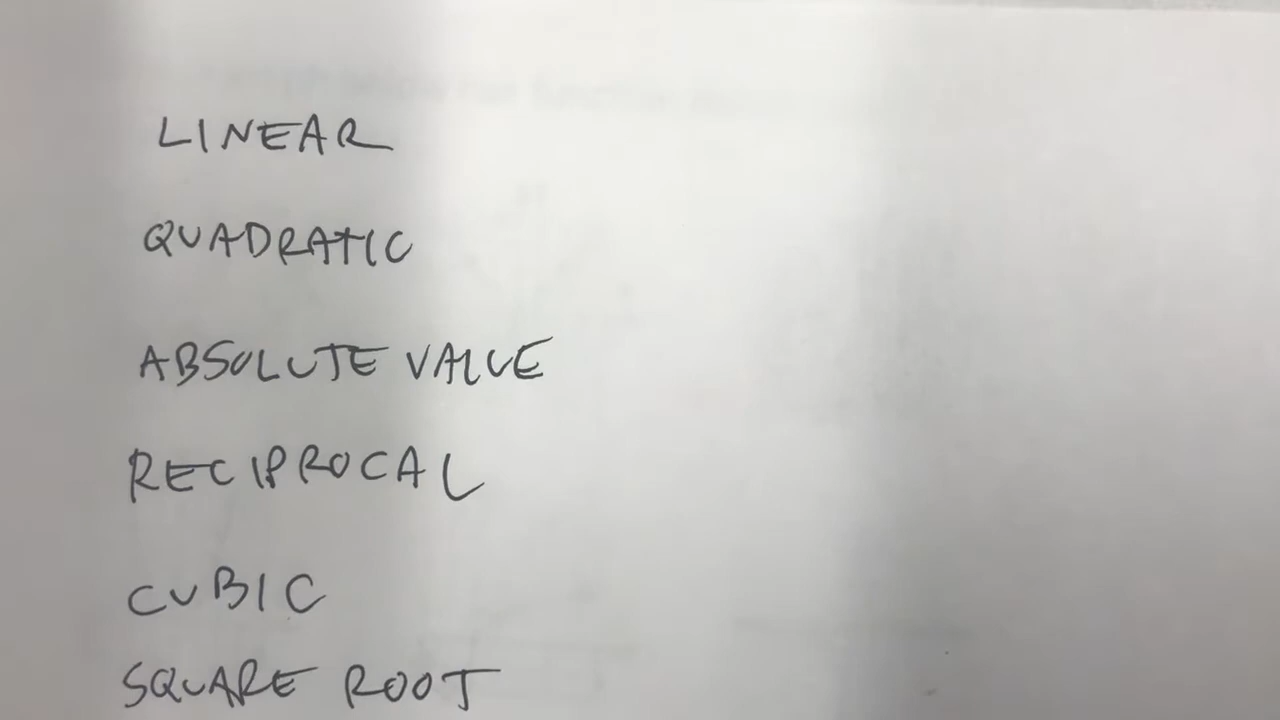 LINEAR
QUADRATIC
ABSOLUTE VALUE
RECIPROCAL
CUBIC
SQUARE ROOT